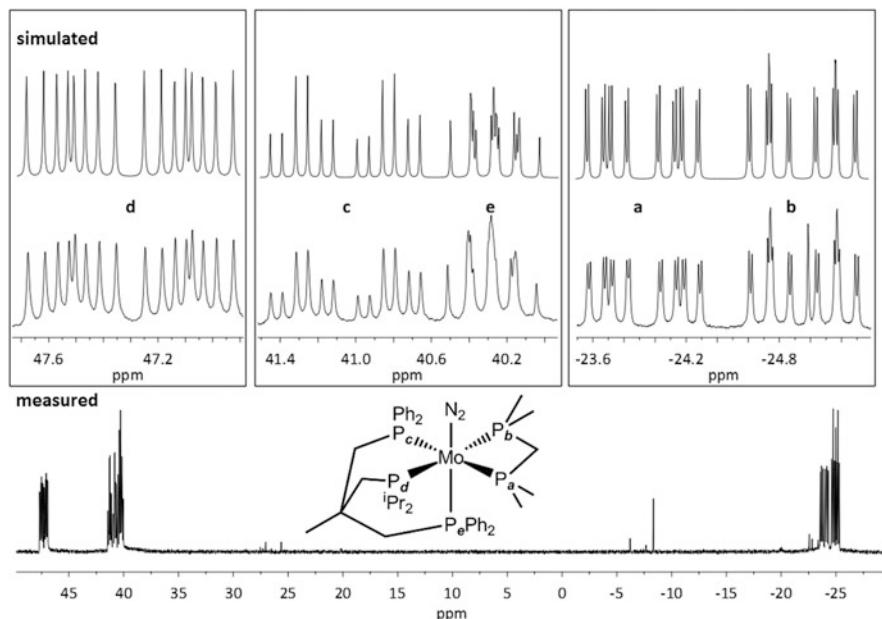 simulated
d
c
e
a
b
47.6 47.2
ppm
41.4 41.0 40.6 40.2
ppm
-23.6 -24.2 -24.8
ppm
measured
N2
Ph2
Pc
Pb
Mo
Pd
Pa
iPr2
PePh2
45 40 35 30 25 20 15 10 5 0 -5 -10 -15 -20 -25
ppm